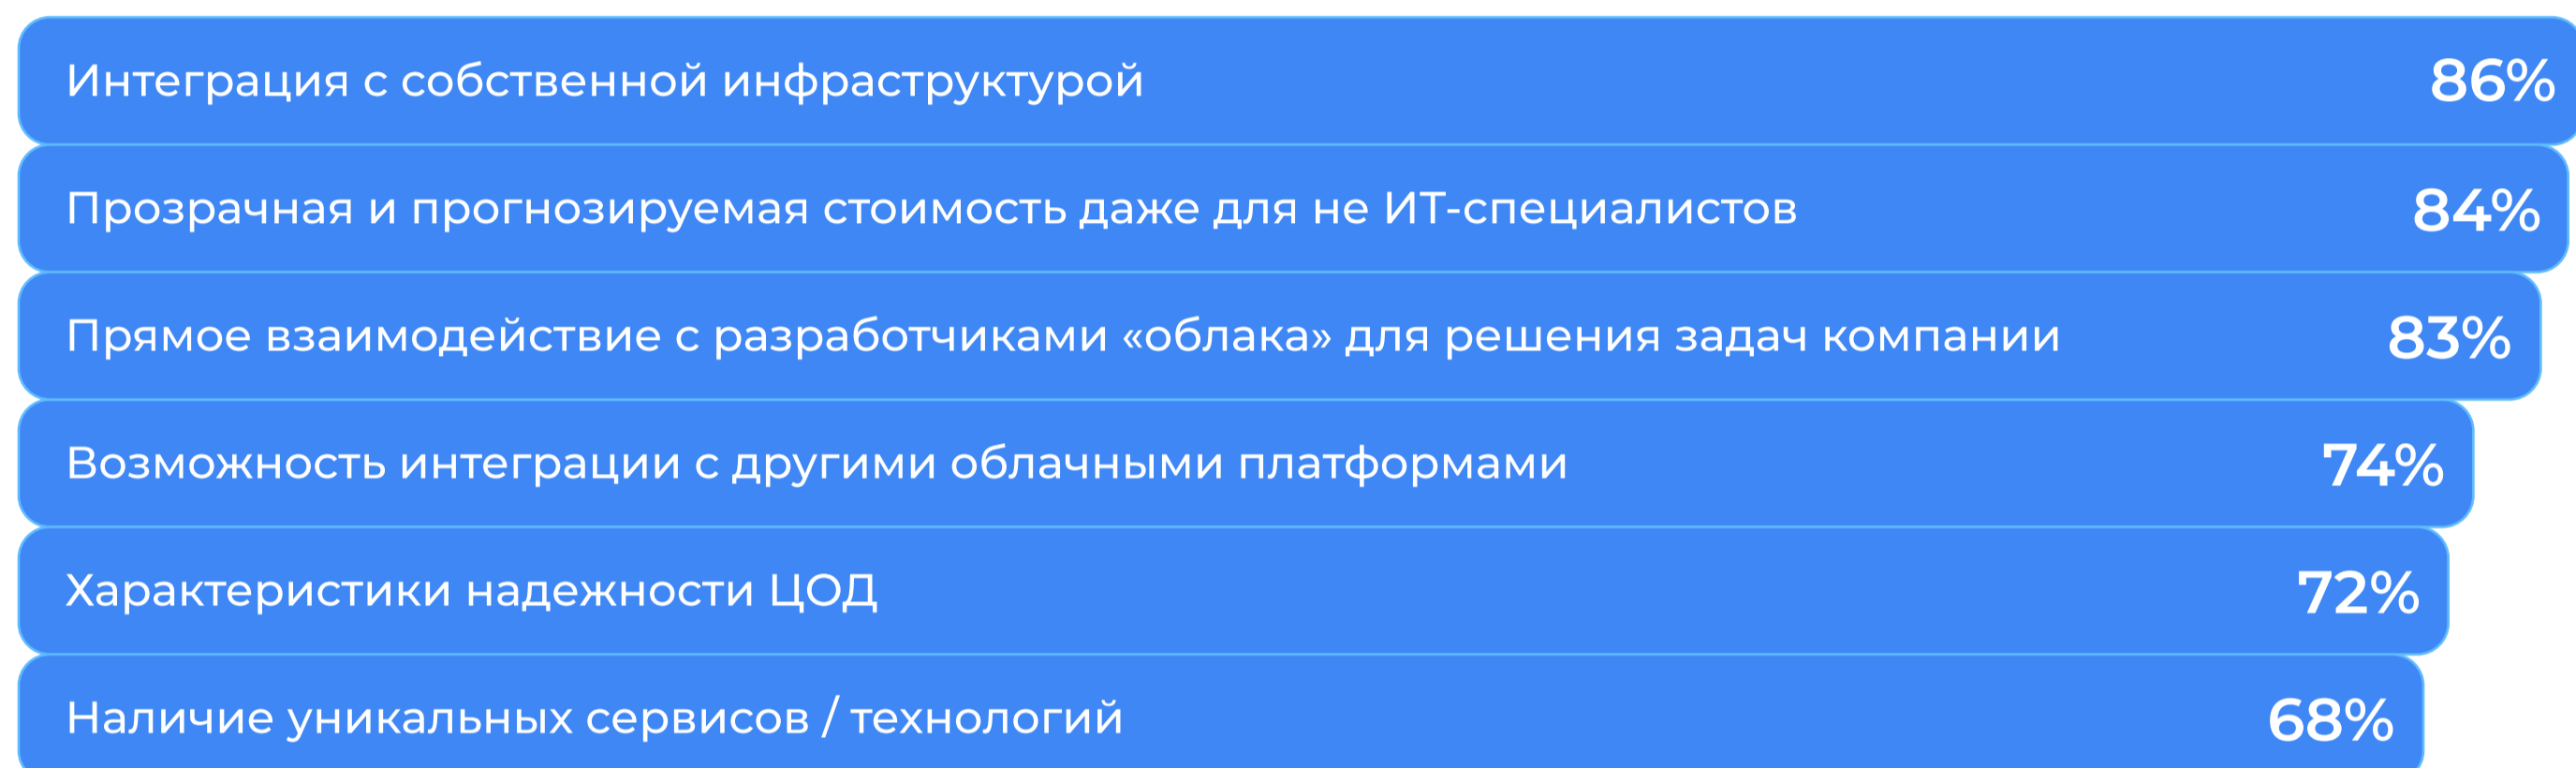 Интеграция с собственной инфраструктурой 86%
Прозрачная и прогнозируемая стоимость даже для не ИТ-специалистов 84%
Прямое взаимодействие с разработчиками «облака» для решения задач компании 83%
Возможность интеграции с другими облачными платформами 74%
Характеристики надежности ЦОД 72%
Наличие уникальных сервисов / технологий 68%